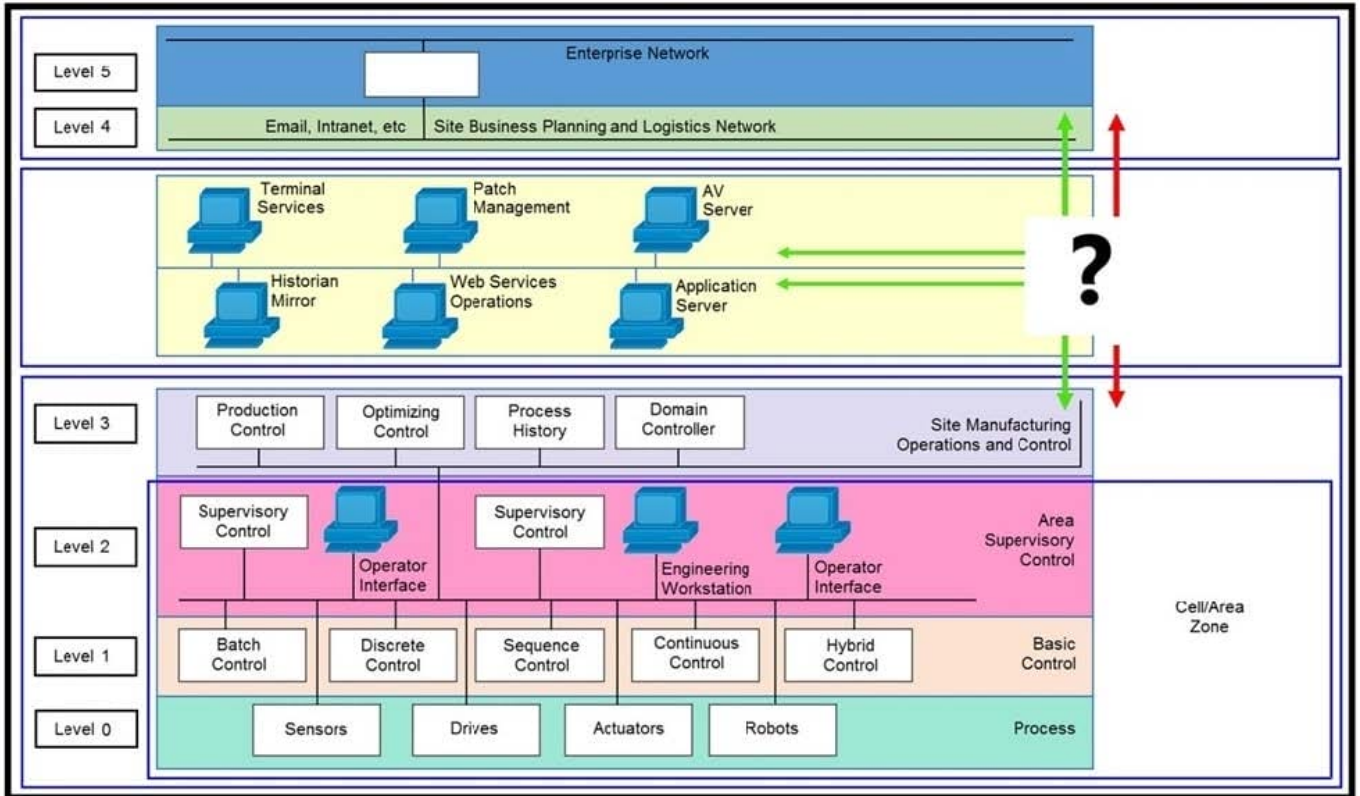 Level 5
Enterprise Network
Level 4
Email, Intranet, etc
Site Business Planning and Logistics Network
Terminal
Services
Patch
Management
AV
Server
?
Historian
Mirror
Web Services
Operations
Application
Server
Level 3
Production
Control
Optimizing
Control
Process
History
Domain
Controller
Site Manufacturing
Operations and Control
Level 2
Supervisory
Control
Operator
Interface
Supervisory
Control
Engineering
Workstation
Operator
Interface
Area
Supervisory
Control
Cell/Area
Zone
Level 1
Batch
Control
Discrete
Control
Sequence
Control
Continuous
Control
Hybrid
Control
Basic
Control
Level 0
Sensors
Drives
Actuators
Robots
Process